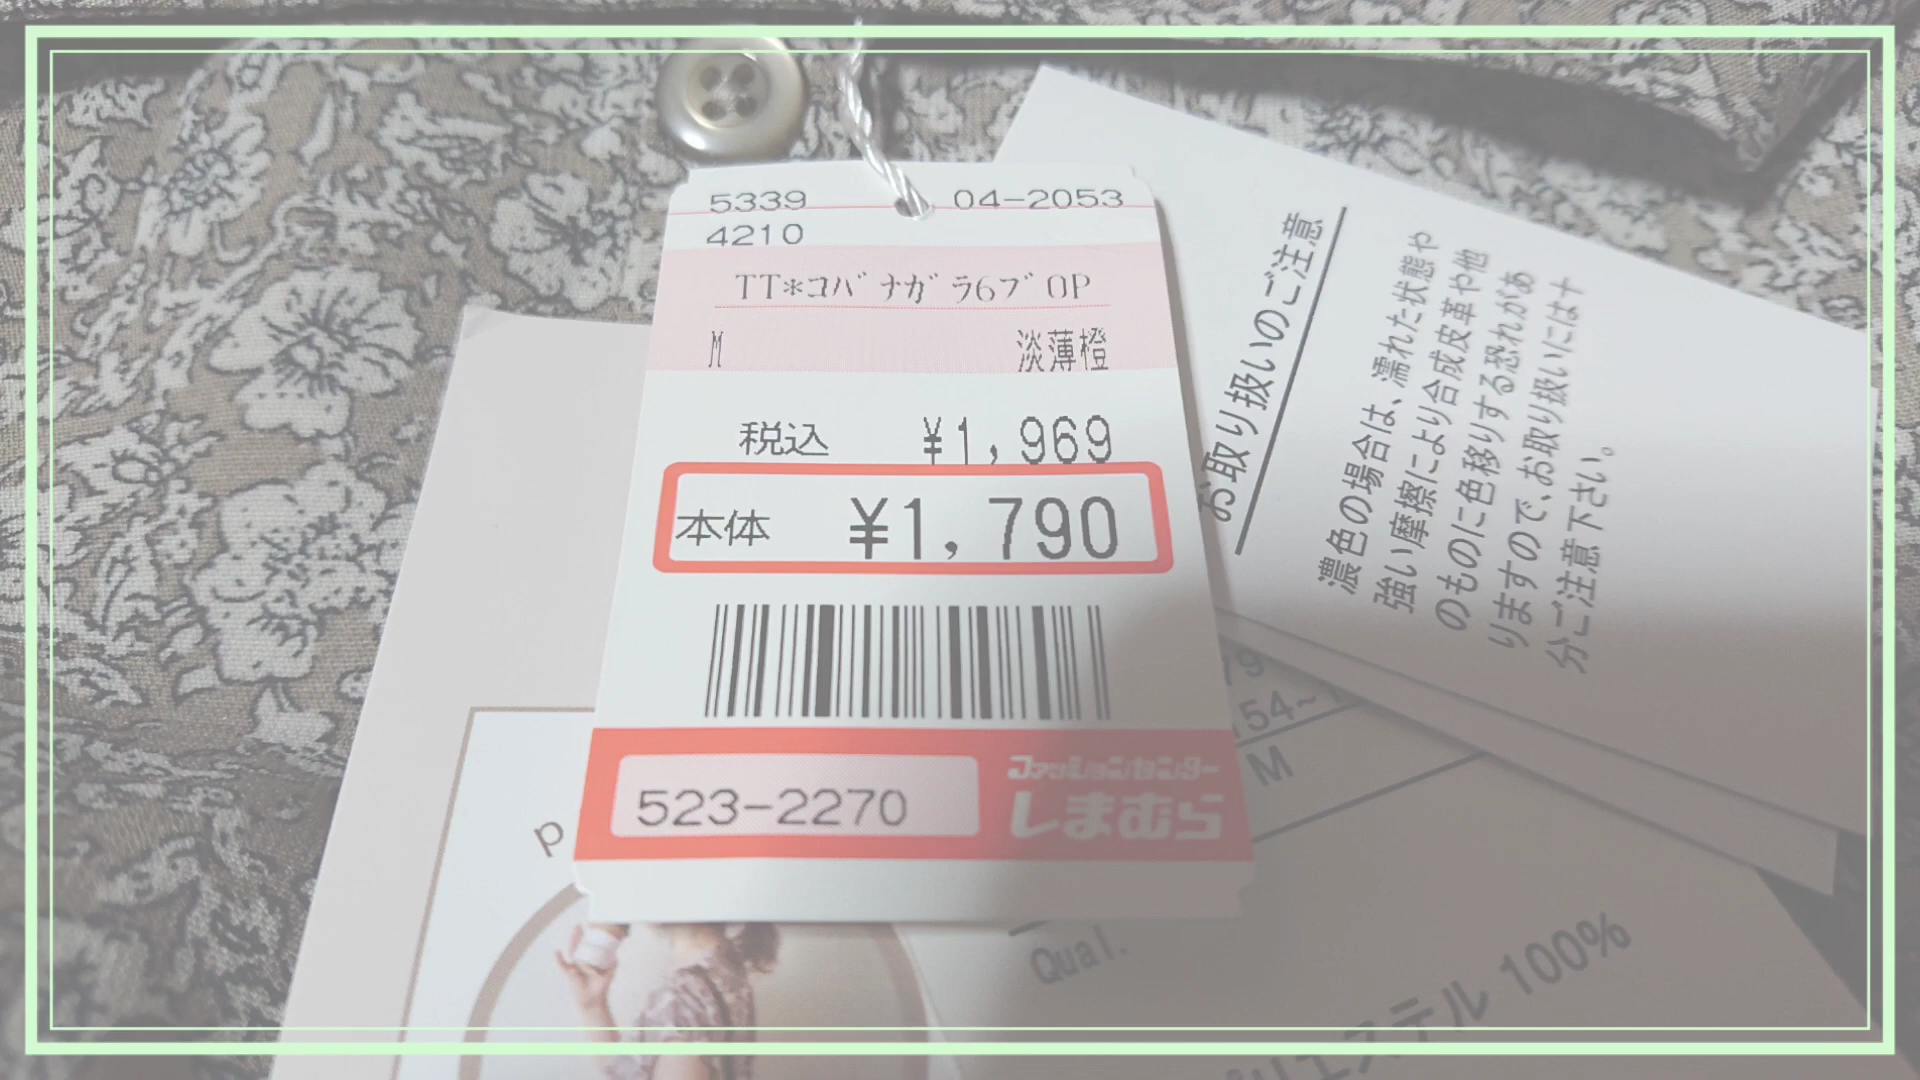 5339 04-2053
4210
TT*コバナガラ6ブOP
M 淡薄橙
税込 ¥1,969
本体 ¥1,790
523-2270
ファッションセンター
しまむら
お取り扱いのご注意
濃色の場合は、濡れた状態や
強い摩擦により合成皮革や他
のものに色移りする恐れがあ
りますので、お取り扱いには十
分ご注意下さい。
79
154~
M
Qual.
ポリエステル 100%
p